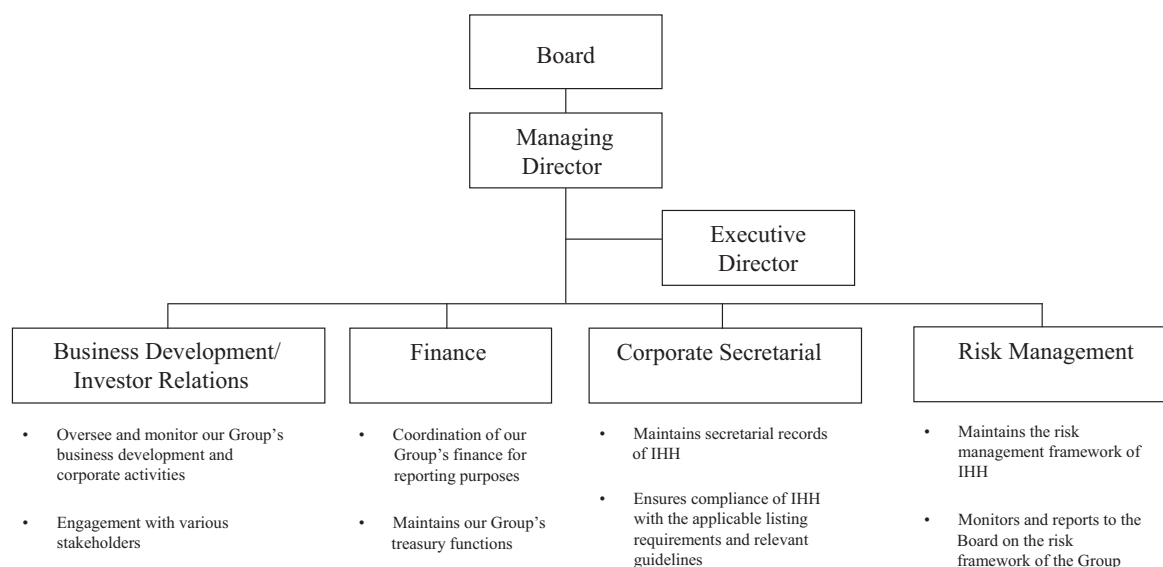 Board
Managing
Director
Executive
Director
Business Development/
Investor Relations
• Oversee and monitor our Group’s
business development and
corporate activities
• Engagement with various
stakeholders
Finance
• Coordination of our
Group’s finance for
reporting purposes
• Maintains our Group’s
treasury functions
Corporate Secretarial
• Maintains secretarial records
of IHH
• Ensures compliance of IHH
with the applicable listing
requirements and relevant
guidelines
Risk Management
• Maintains the risk
management framework of
IHH
• Monitors and reports to the
Board on the risk
framework of the Group